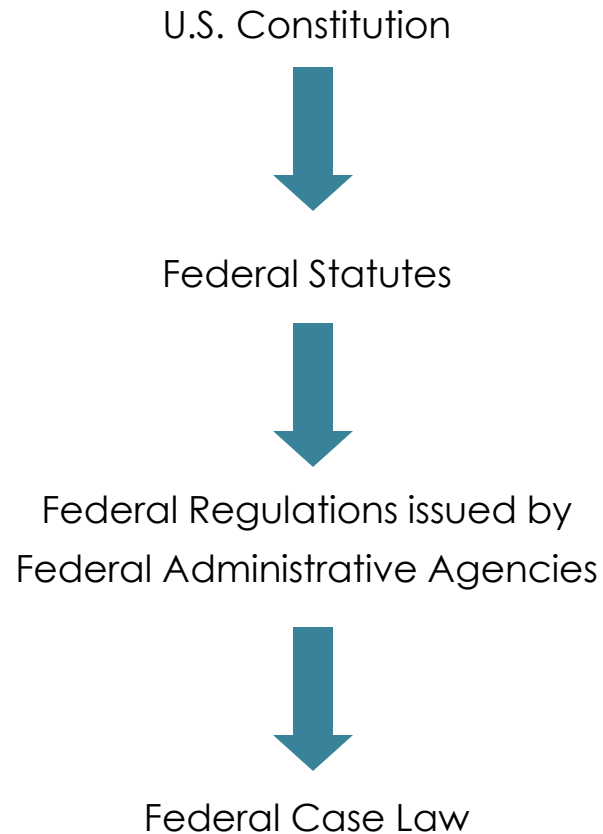 U.S. Constitution
Federal Statutes
Federal Regulations issued by
Federal Administrative Agencies
Federal Case Law